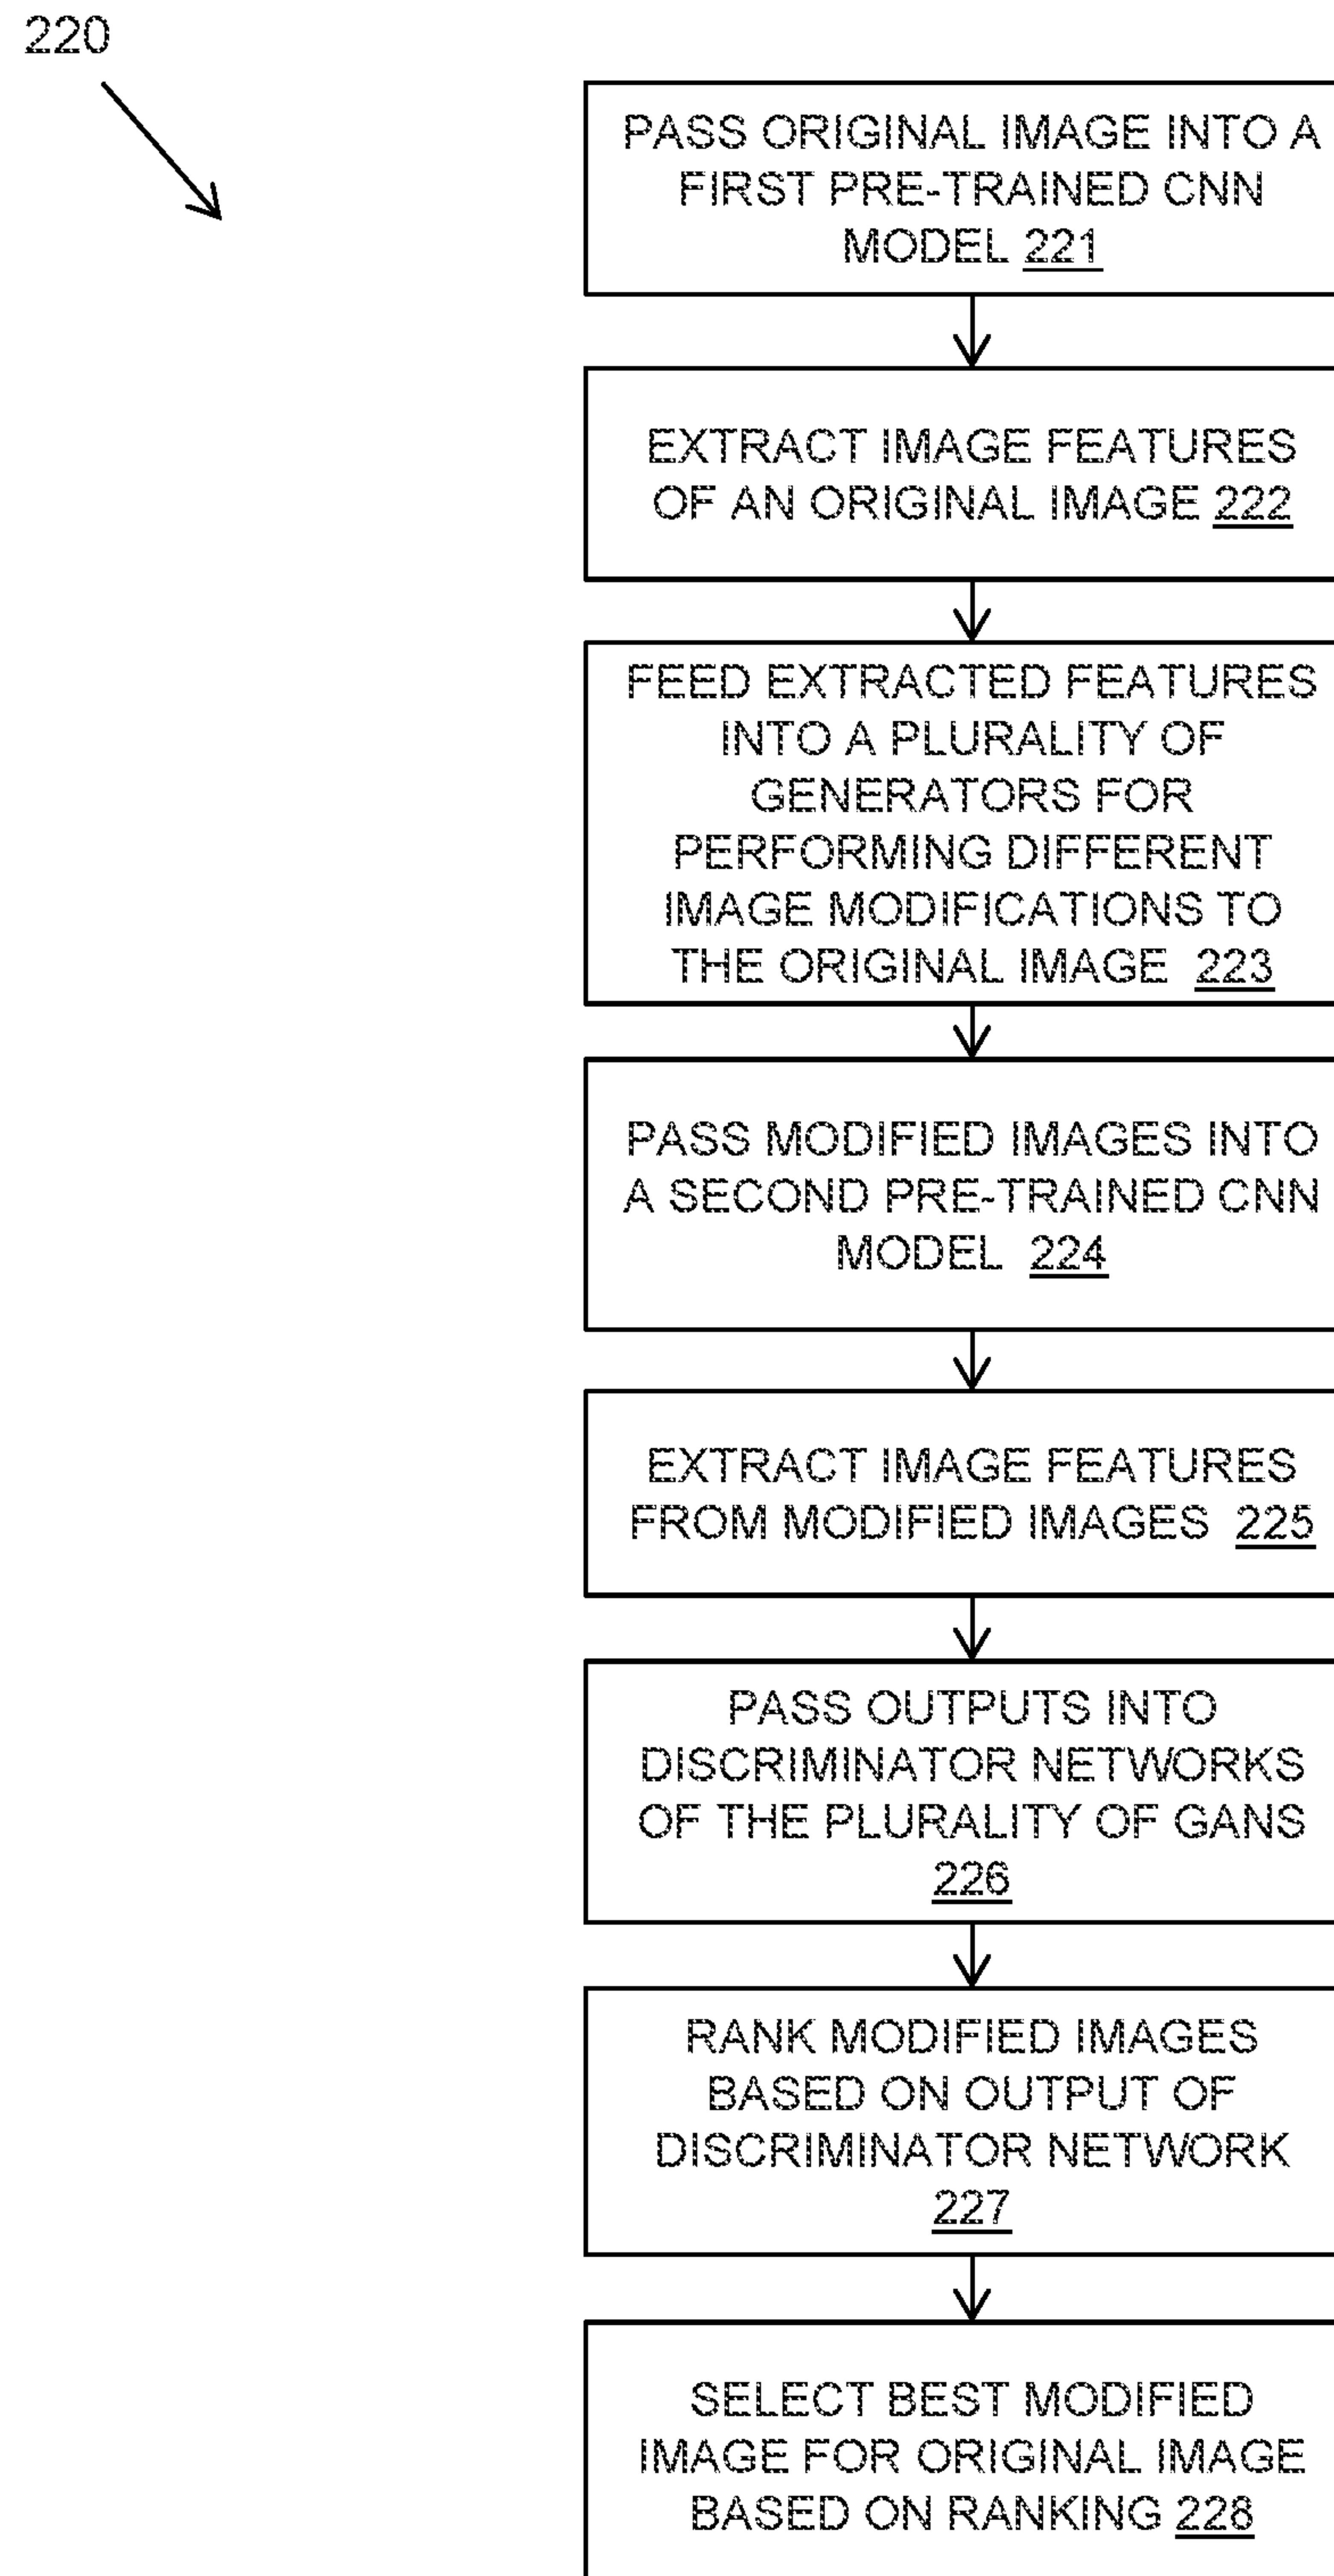 220
PASS ORIGINAL IMAGE INTO A
FIRST PRE-TRAINED CNN
MODEL 221
EXTRACT IMAGE FEATURES
OF AN ORIGINAL IMAGE 222
FEED EXTRACTED FEATURES
INTO A PLURALITY OF
GENERATORS FOR
PERFORMING DIFFERENT
IMAGE MODIFICATIONS TO
THE ORIGINAL IMAGE 223
PASS MODIFIED IMAGES INTO
A SECOND PRE-TRAINED CNN
MODEL 224
EXTRACT IMAGE FEATURES
FROM MODIFIED IMAGES 225
PASS OUTPUTS INTO
DISCRIMINATOR NETWORKS
OF THE PLURALITY OF GANS
226
RANK MODIFIED IMAGES
BASED ON OUTPUT OF
DISCRIMINATOR NETWORK
227
SELECT BEST MODIFIED
IMAGE FOR ORIGINAL IMAGE
BASED ON RANKING 228